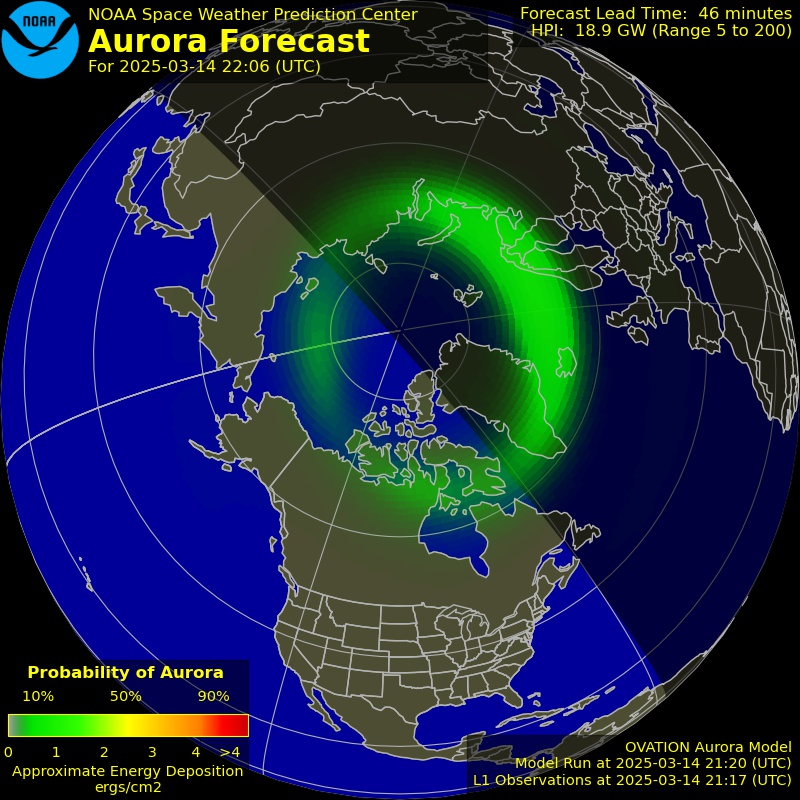 NOAA
NOAA Space Weather Prediction Center
Aurora Forecast
For 2025-03-14 22:06 (UTC)
Forecast Lead Time: 46 minutes
HPI: 18.9 GW (Range 5 to 200)
Probability of Aurora
10% 50% 90%
0 1 2 3 4 >4
Approximate Energy Deposition
ergs/cm2
OVATION Aurora Model
Model Run at 2025-03-14 21:20 (UTC)
L1 Observations at 2025-03-14 21:17 (UTC)